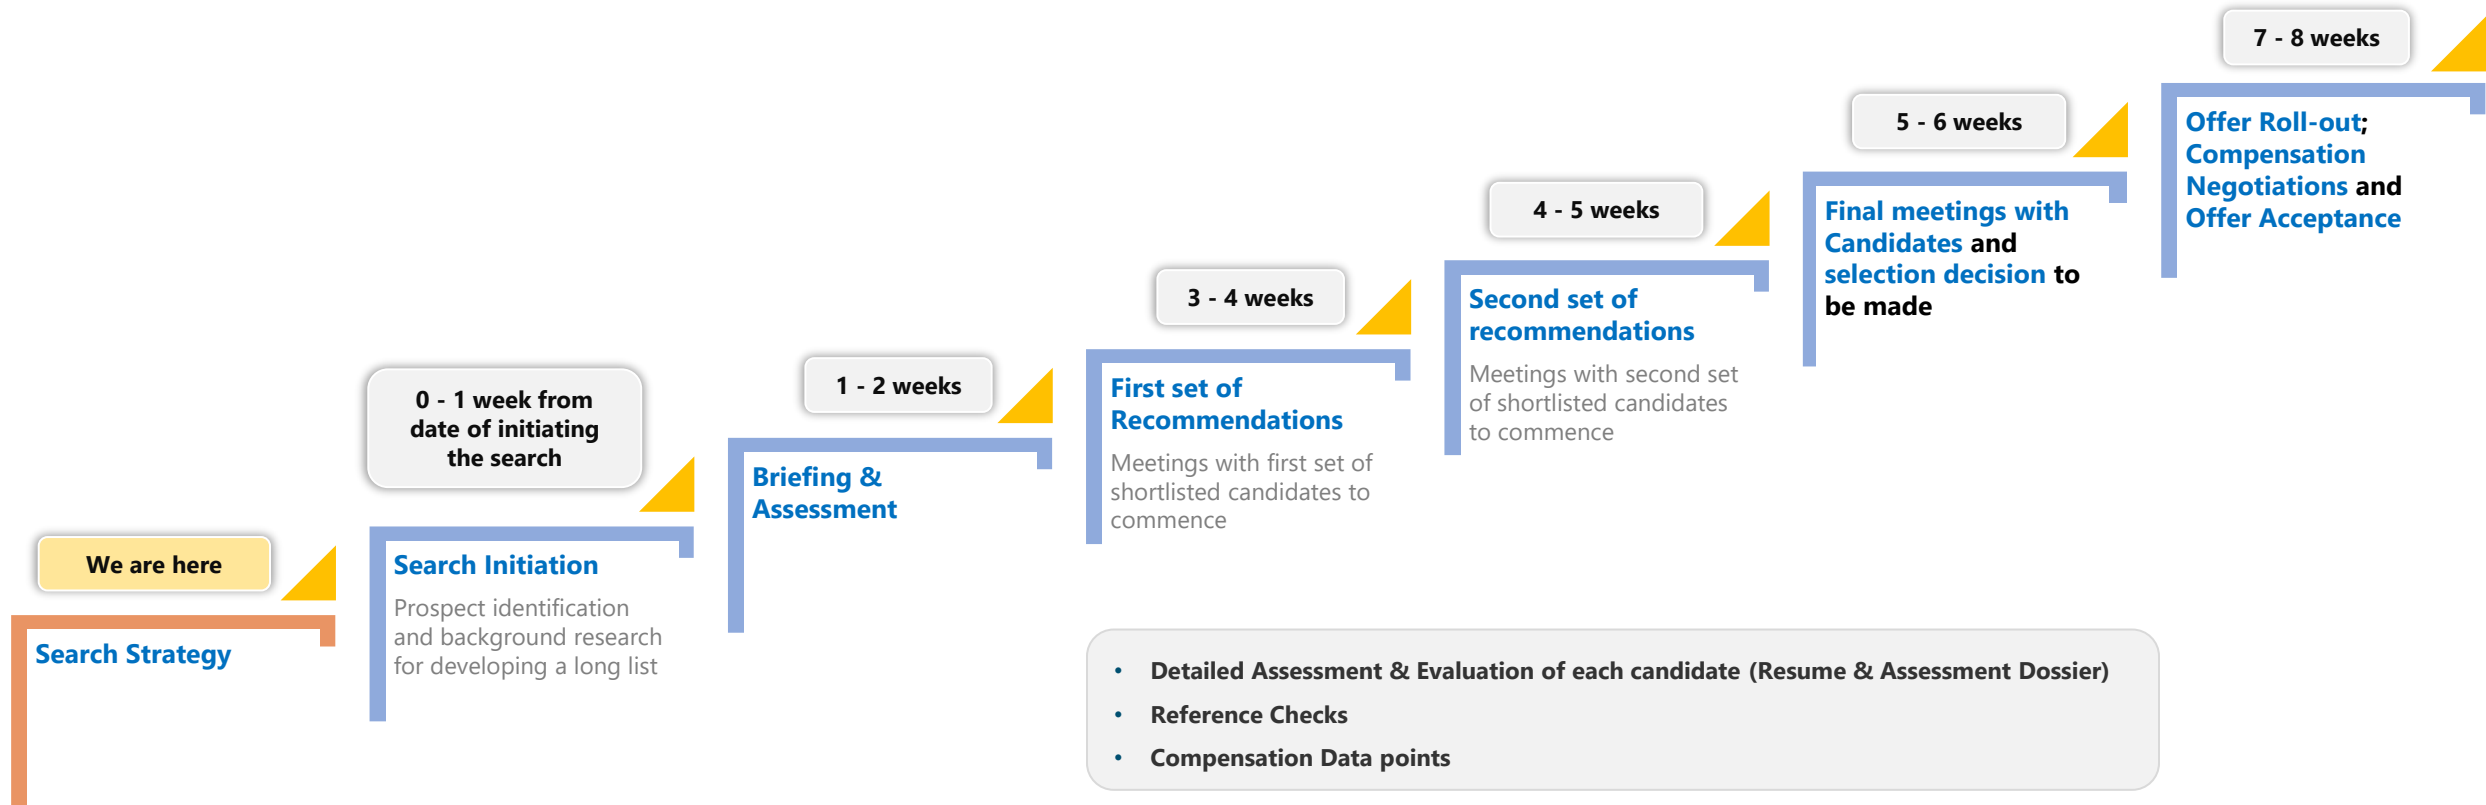 We are here
Search Strategy
0 - 1 week from
date of initiating
the search
Search Initiation
Prospect identification
and background research
for developing a long list
1 - 2 weeks
Briefing &
Assessment
3 - 4 weeks
First set of
Recommendations
Meetings with first set of
shortlisted candidates to
commence
4 - 5 weeks
Second set of
recommendations
Meetings with second set
of shortlisted candidates
to commence
5 - 6 weeks
Final meetings with
Candidates and
selection decision to
be made
7 - 8 weeks
Offer Roll-out;
Compensation
Negotiations and
Offer Acceptance
• Detailed Assessment & Evaluation of each candidate (Resume & Assessment Dossier)
• Reference Checks
• Compensation Data points